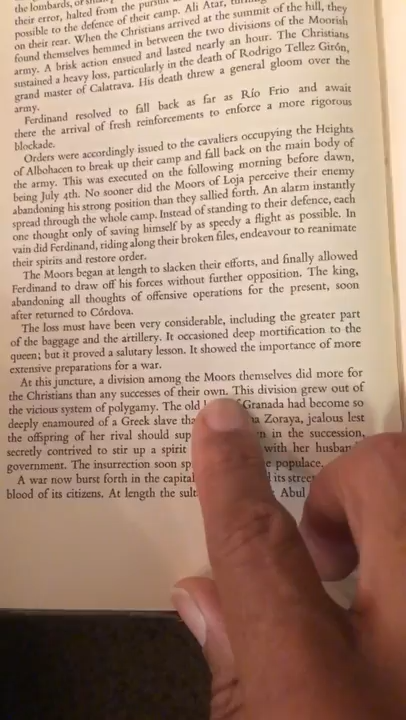 the lombards, or small
their error, halted from the pursuit
possible to the defence of their camp. Ali Atar,
on their rear. When the Christians arrived at the summit of the hill, they
found themselves hemmed in between the two divisions of the Moorish
army. A brisk action ensued and lasted nearly an hour. The Christians
sustained a heavy loss, particularly in the death of Rodrigo Tellez Girón,
grand master of Calatrava. His death threw a general gloom over the
army.
Ferdinand resolved to fall back as far as Río Frio and await
there the arrival of fresh reinforcements to enforce a more rigorous
blockade.
Orders were accordingly issued to the cavaliers occupying the Heights
of Albohacen to break up their camp and fall back on the main body of
the army. This was executed on the following morning before dawn,
being July 4th. No sooner did the Moors of Loja perceive their enemy
abandoning his strong position than they sallied forth. An alarm instantly
spread through the whole camp. Instead of standing to their defence, each
one thought only of saving himself by as speedy a flight as possible. In
vain did Ferdinand, riding along their broken files, endeavour to reanimate
their spirits and restore order.
The Moors began at length to slacken their efforts, and finally allowed
Ferdinand to draw off his forces without further opposition. The king,
abandoning all thoughts of offensive operations for the present, soon
after returned to Córdova.
The loss must have been very considerable, including the greater part
of the baggage and the artillery. It occasioned deep mortification to the
queen; but it proved a salutary lesson. It showed the importance of more
extensive preparations for a war.
At this juncture, a division among the Moors themselves did more for
the Christians than any successes of their own. This division grew out of
the vicious system of polygamy. The old Granada had become so
deeply enamoured of a Greek slave Zoraya, jealous lest
the offspring of her rival should in the succession,
secretly contrived to stir up a spirit with her
government. The insurrection soon populace.
A war now burst forth in the capital its
blood of its citizens. At length the Abul